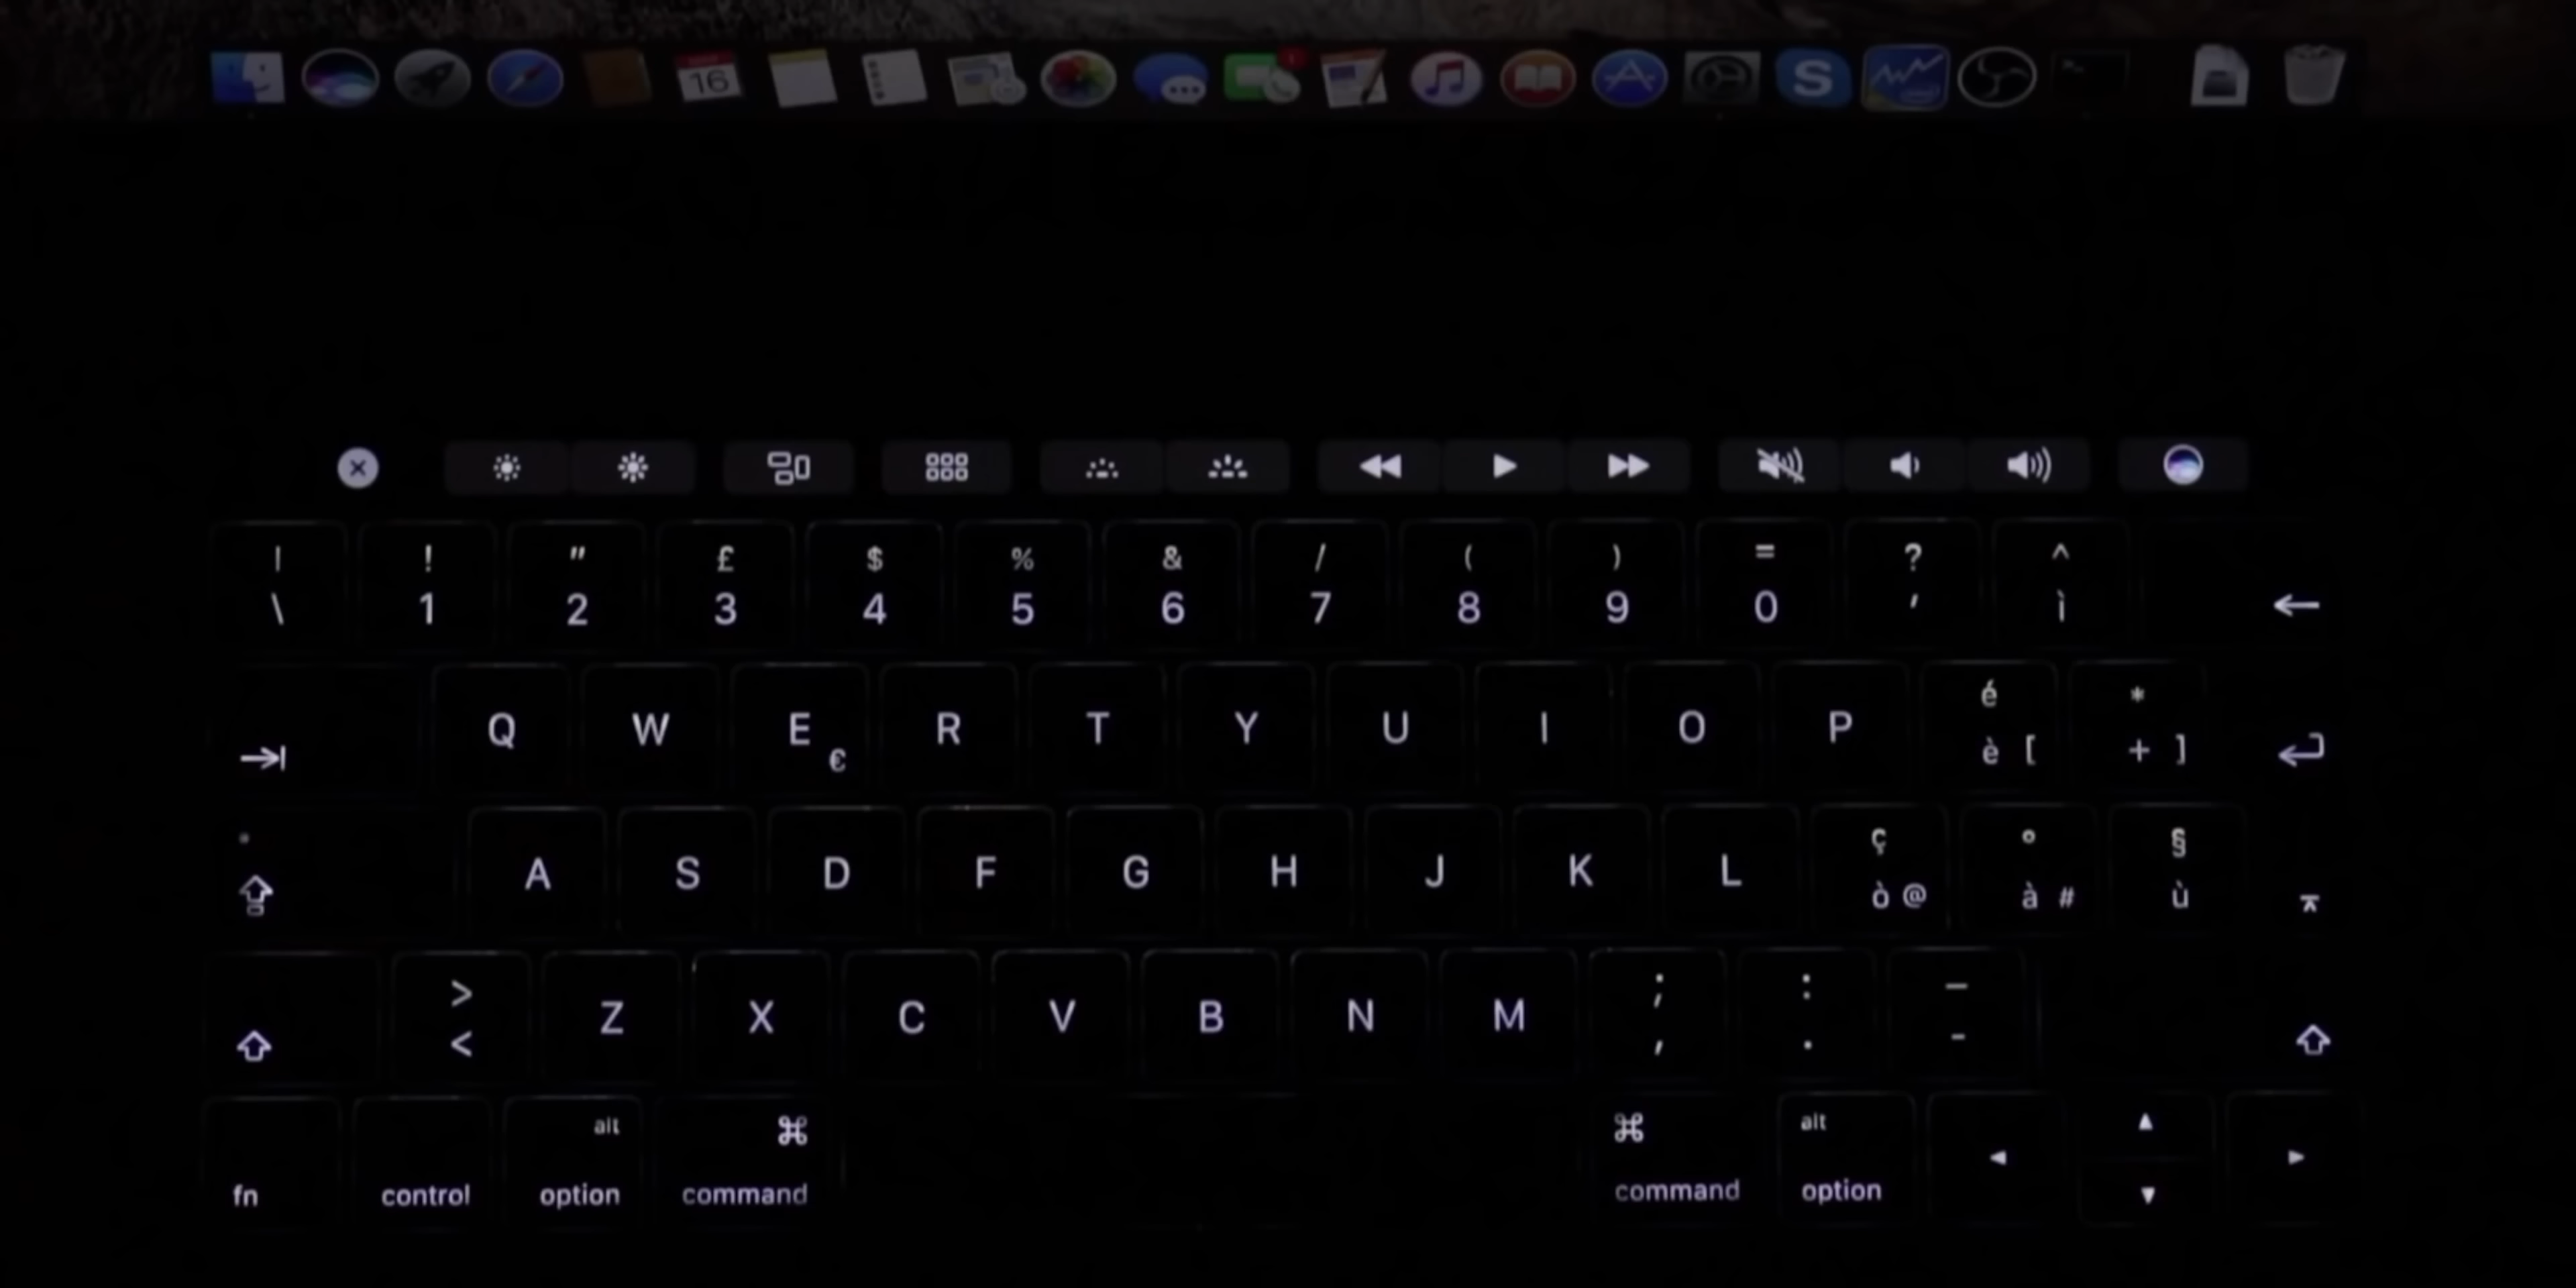 16
S
| ! " £ $ % & / ( ) = ? ^
\ 1 2 3 4 5 6 7 8 9 0 ' ì
Q W E € R T Y U I O P é è [ * + ]
A S D F G H J K L ç ò @ ° à # § ù
> < Z X C V B N M ; , : . _ -
alt ⌘ ⌘ alt
fn control option command command option